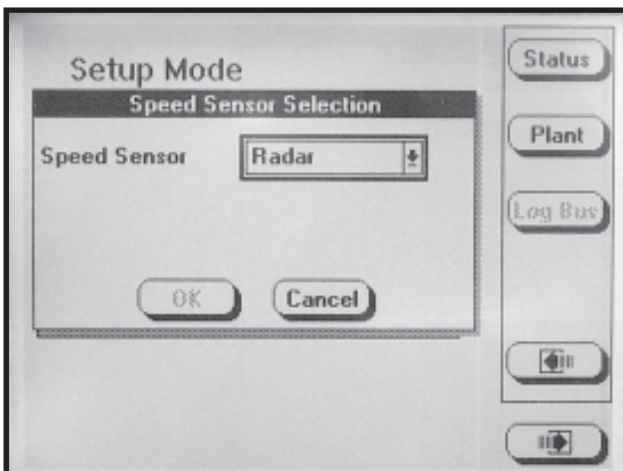 Setup Mode
Speed Sensor Selection
Speed Sensor
Radar
OK
Cancel
Status
Plant
Log Bus